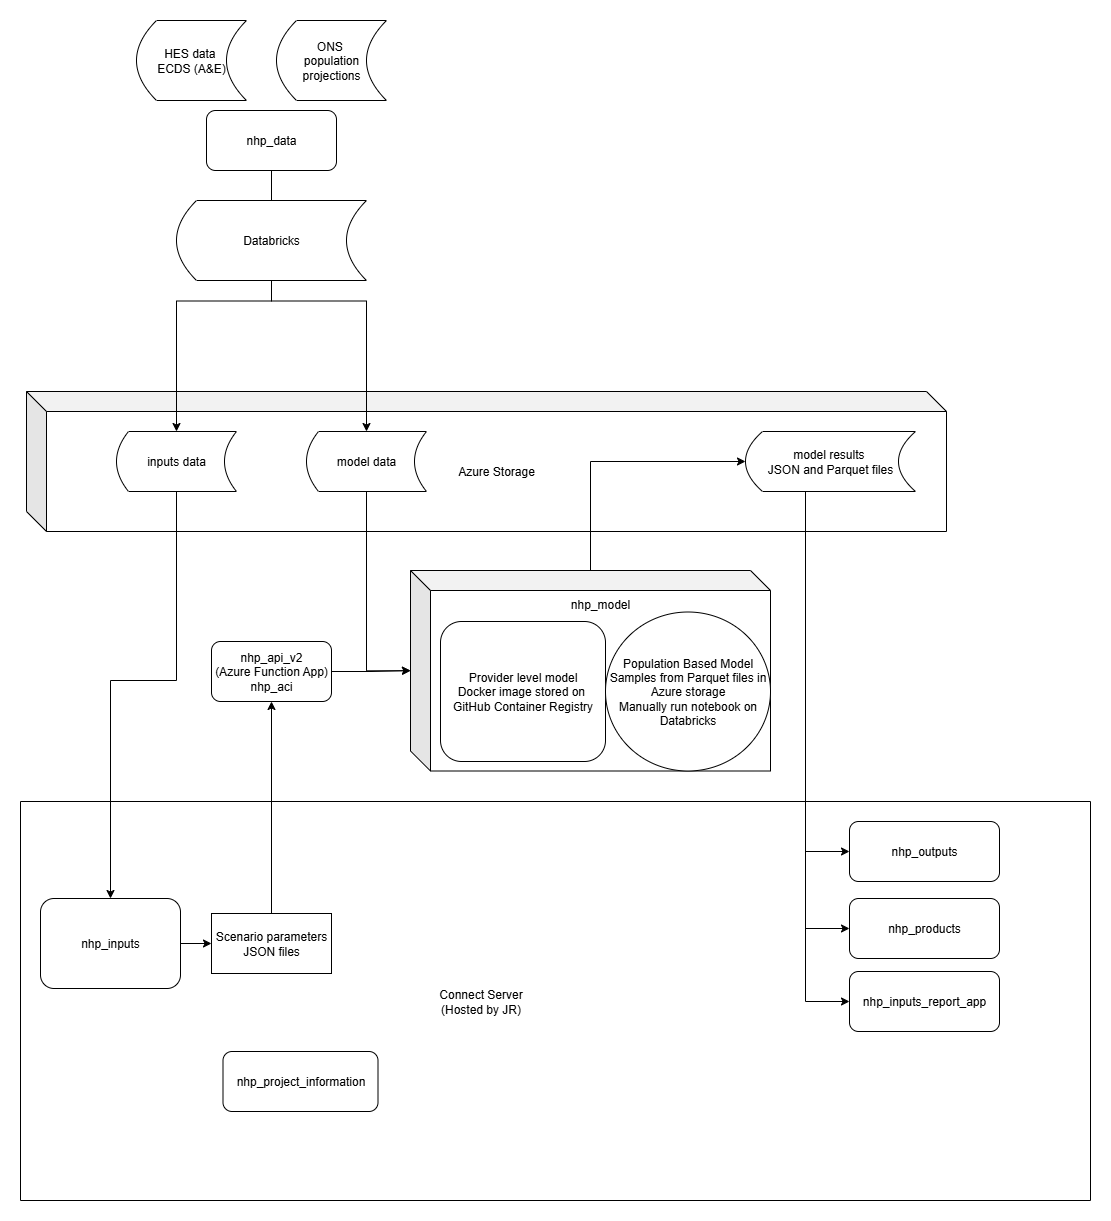 HES data
ECDS (A&E)
ONS
population
projections
nhp_data
Databricks
inputs data
model data
Azure Storage
model results
JSON and Parquet files
nhp_model
nhp_api_v2
(Azure Function App)
nhp_aci
Provider level model
Docker image stored on
GitHub Container Registry
Population Based Model
Samples from Parquet files in
Azure storage
Manually run notebook on
Databricks
nhp_outputs
nhp_products
nhp_inputs_report_app
nhp_inputs
Scenario parameters
JSON files
Connect Server
(Hosted by JR)
nhp_project_information